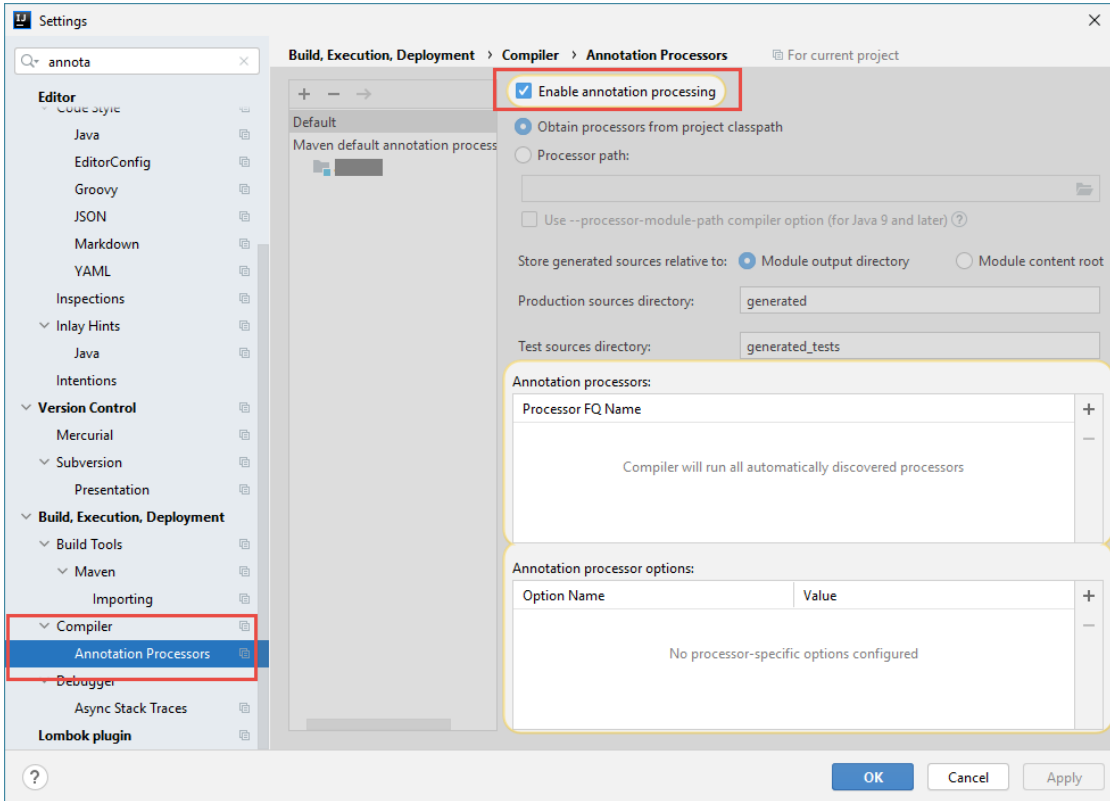 Settings
annota
Editor
Code Style
Java
EditorConfig
Groovy
JSON
Markdown
YAML
Inspections
Inlay Hints
Java
Intentions
Version Control
Mercurial
Subversion
Presentation
Build, Execution, Deployment
Build Tools
Maven
Importing
Compiler
Annotation Processors
Debugger
Async Stack Traces
Lombok plugin
Build, Execution, Deployment › Compiler › Annotation Processors For current project
Default
Maven default annotation process
Enable annotation processing
Obtain processors from project classpath
Processor path:
Use --processor-module-path compiler option (for Java 9 and later) ?
Store generated sources relative to: Module output directory Module content root
Production sources directory: generated
Test sources directory: generated_tests
Annotation processors:
Processor FQ Name
Compiler will run all automatically discovered processors
Annotation processor options:
Option Name Value
No processor-specific options configured
? OK Cancel Apply